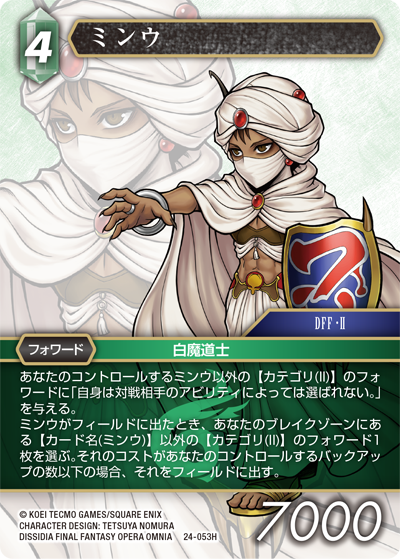 4
ミンウ
DFF・II
フォワード
白魔道士
あなたのコントロールするミンウ以外の【カテゴリ(II)】のフォ
ワードに「自身は対戦相手のアビリティによっては選ばれない。」
を与える。
ミンウがフィールドに出たとき、あなたのブレイクゾーンにあ
る【カード名(ミンウ)】以外の【カテゴリ(II)】のフォワード1
枚を選ぶ。それのコストがあなたのコントロールするバックアッ
プの数以下の場合、それをフィールドに出す。
© KOEI TECMO GAMES/SQUARE ENIX
CHARACTER DESIGN: TETSUYA NOMURA
DISSIDIA FINAL FANTASY OPERA OMNIA 24-053H
7000